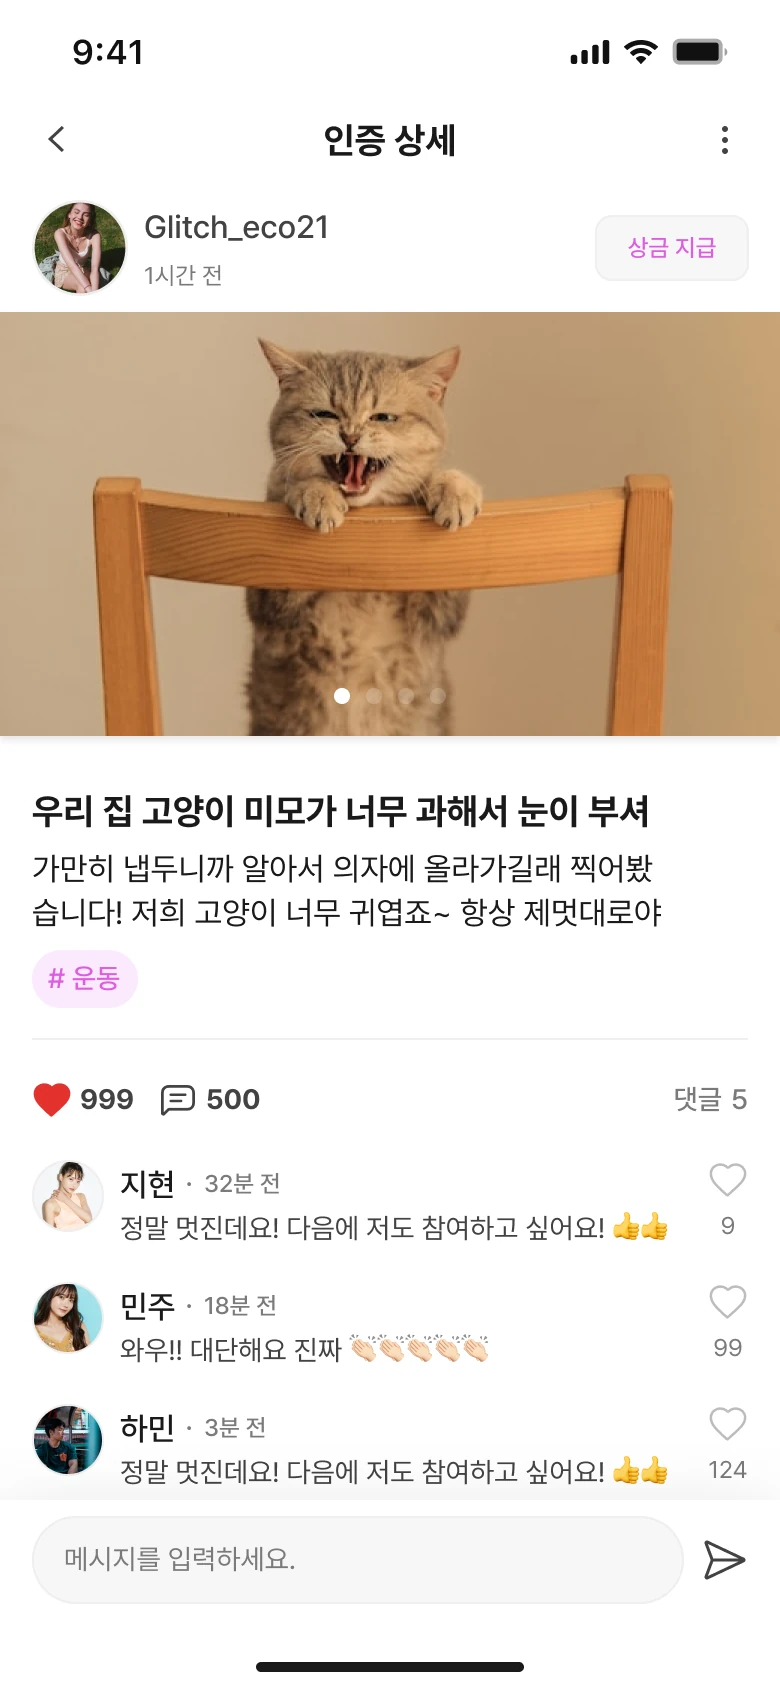 9:41
인증 상세
Glitch_eco21
1시간 전
상금 지급
우리 집 고양이 미모가 너무 과해서 눈이 부셔
가만히 냅두니까 알아서 의자에 올라가길래 찍어봤
습니다! 저희 고양이 너무 귀엽죠~ 항상 제멋대로야
# 운동
999 500 댓글 5
지현 · 32분 전
정말 멋진데요! 다음에 저도 참여하고 싶어요! 👍👍
9
민주 · 18분 전
와우!! 대단해요 진짜 👏🏻👏🏻👏🏻👏🏻👏🏻
99
하민 · 3분 전
정말 멋진데요! 다음에 저도 참여하고 싶어요! 👍👍
124
메시지를 입력하세요.